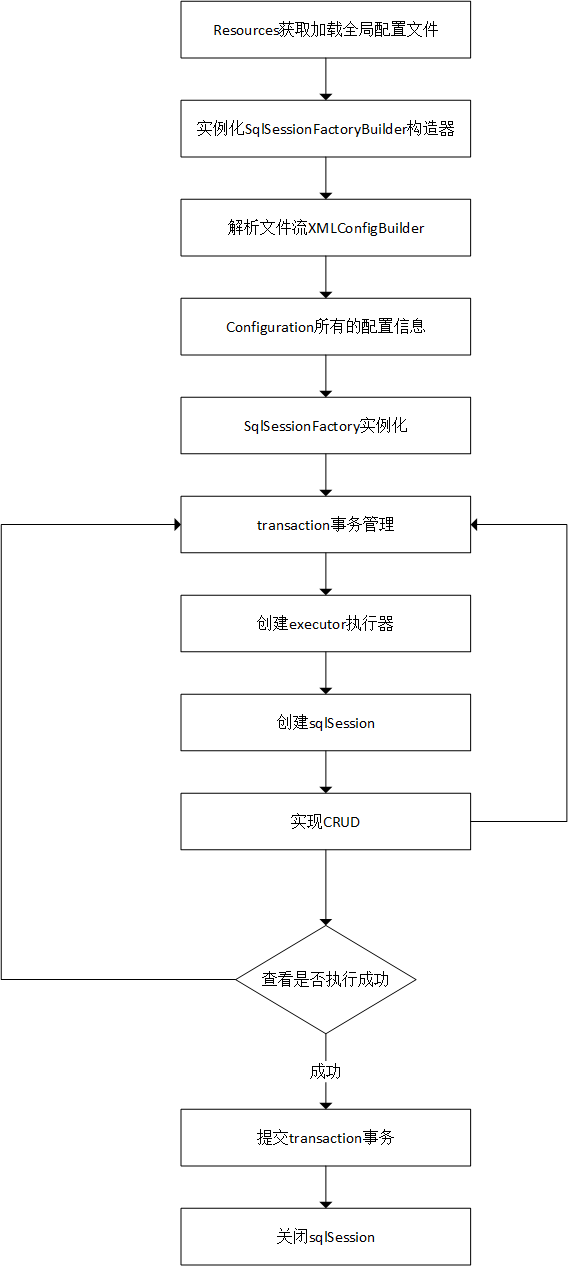 Resources获取加载全局配置文件
实例化SqlSessionFactoryBuilder构造器
解析文件流XMLConfigBuilder
Configuration所有的配置信息
SqlSessionFactory实例化
transaction事务管理
创建executor执行器
创建sqlSession
实现CRUD
查看是否执行成功
成功
提交transaction事务
关闭sqlSession